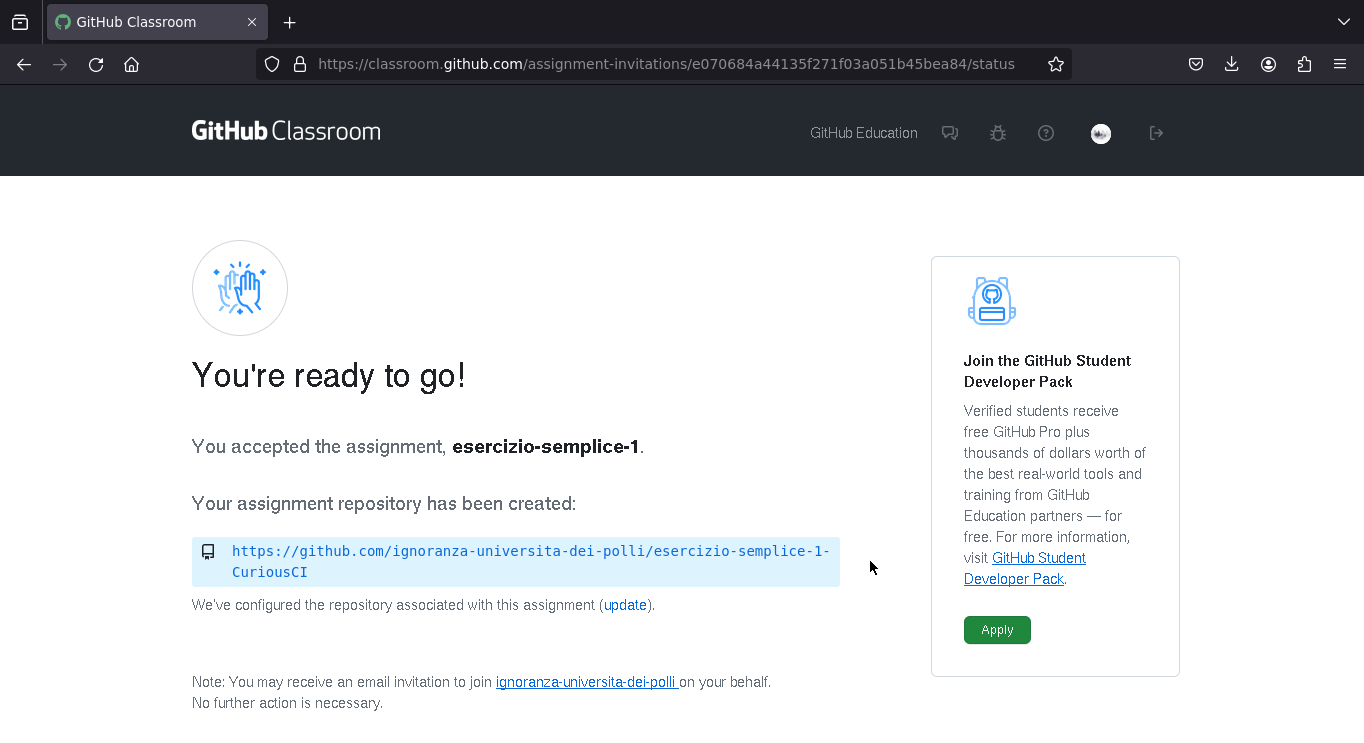 GitHub Classroom
https://classroom.github.com/assignment-invitations/e070684a44135f271f03a051b45bea84/status
GitHub Classroom
GitHub Education
You're ready to go!
You accepted the assignment, esercizio-semplice-1.
Your assignment repository has been created:
https://github.com/ignoranza-universita-dei-polli/esercizio-semplice-1-
CuriousCI
We've configured the repository associated with this assignment (update).
Note: You may receive an email invitation to join ignoranza-universita-dei-polli on your behalf.
No further action is necessary.
Join the GitHub Student
Developer Pack
Verified students receive
free GitHub Pro plus
thousands of dollars worth of
the best real-world tools and
training from GitHub
Education partners — for
free. For more information,
visit GitHub Student
Developer Pack.
Apply